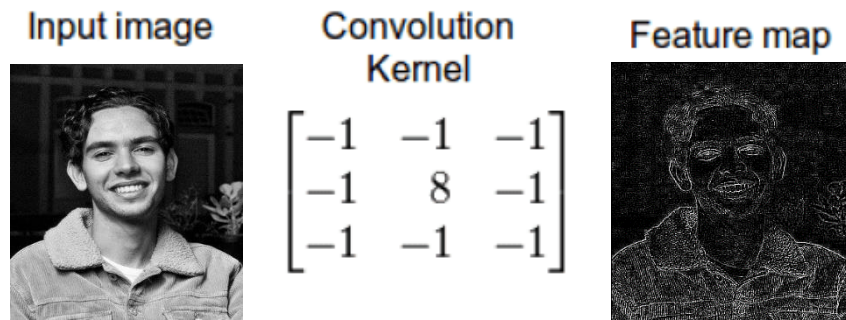 Input image
Convolution
Kernel
Feature map
−1 −1 −1
−1 8 −1
−1 −1 −1